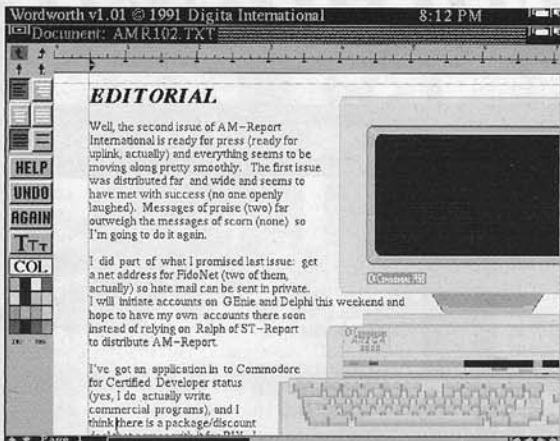 Wordworth v1.01 © 1991 Digita International 8:12 PM
Document: AMR102.TXT
EDITORIAL
Well, the second issue of AM-Report
International is ready for press (ready for
uplink, actually) and everything seems to be
moving along pretty smoothly. The first issue
was distributed far and wide and seems to
have met with success (no one openly
laughed). Messages of praise (two) far
outweigh the messages of scorn (none) so
I'm going to do it again.
I did part of what I promised last issue: get
a net address for FidoNet (two of them,
actually) so hate mail can be sent in private.
I will initiate accounts on GEnie and Delphi this weekend and
hope to have my own accounts there soon
instead of relying on Ralph of ST-Report
to distribute AM-Report.
I've got an application in to Commodore
for Certified Developer status
(yes, I do actually write
commercial programs), and I
think there is a package/discount
HELP
UNDO
AGAIN
TTT
COL
Commodore
Commodore
AMIGA
3000
Page